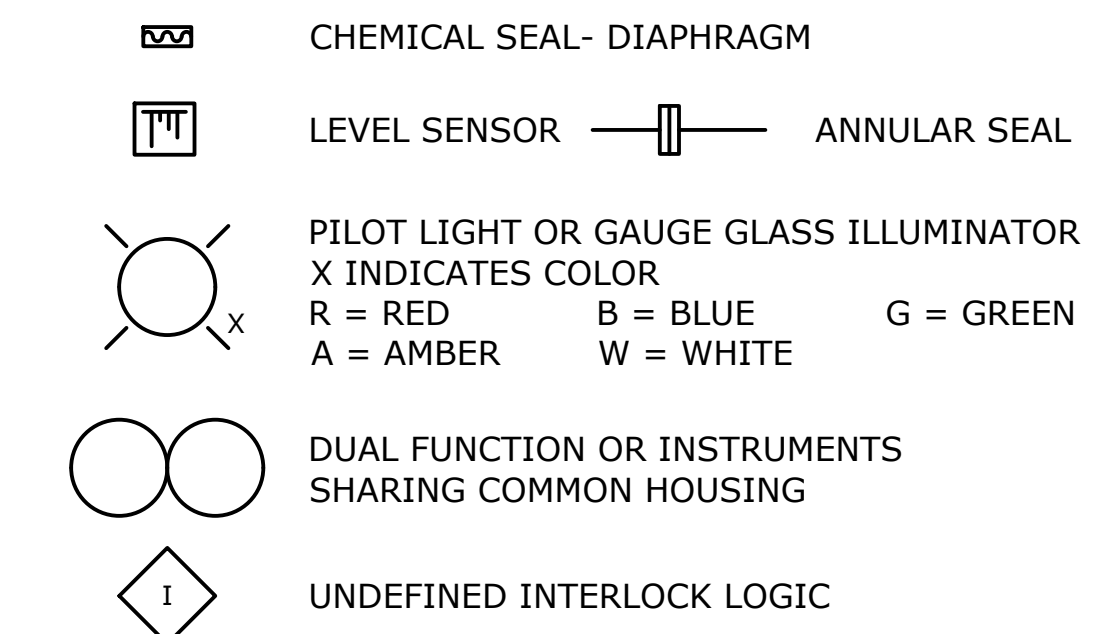 CHEMICAL SEAL- DIAPHRAGM
LEVEL SENSOR ANNULAR SEAL
PILOT LIGHT OR GAUGE GLASS ILLUMINATOR
X INDICATES COLOR
R = RED B = BLUE G = GREEN
X
A = AMBER W = WHITE
DUAL FUNCTION OR INSTRUMENTS
SHARING COMMON HOUSING
I UNDEFINED INTERLOCK LOGIC